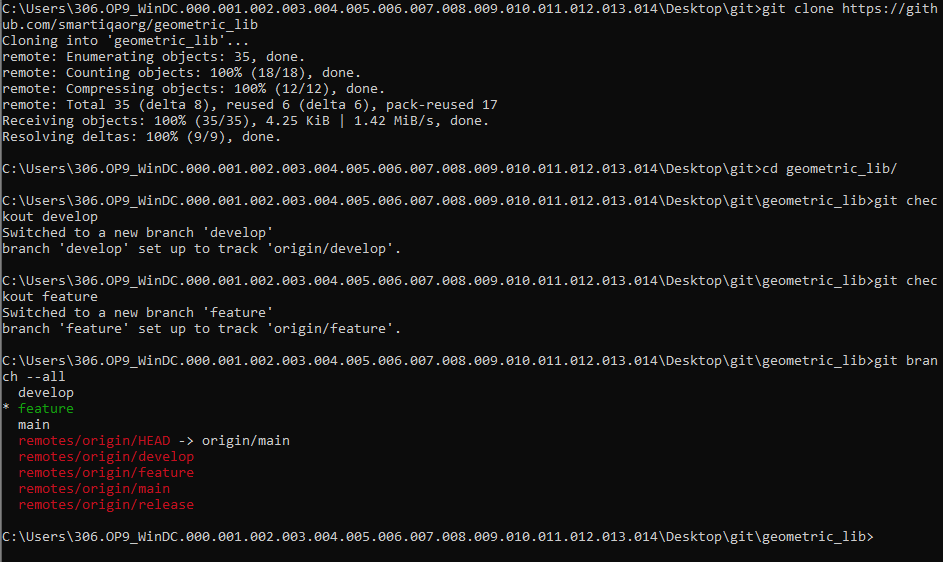 C:\Users\306.OP9_WinDC.000.001.002.003.004.005.006.007.008.009.010.011.012.013.014\Desktop\git>git clone https://gith
ub.com/smartiqaorg/geometric_lib
Cloning into 'geometric_lib'...
remote: Enumerating objects: 35, done.
remote: Counting objects: 100% (18/18), done.
remote: Compressing objects: 100% (12/12), done.
remote: Total 35 (delta 8), reused 6 (delta 6), pack-reused 17
Receiving objects: 100% (35/35), 4.25 KiB | 1.42 MiB/s, done.
Resolving deltas: 100% (9/9), done.
C:\Users\306.OP9_WinDC.000.001.002.003.004.005.006.007.008.009.010.011.012.013.014\Desktop\git>cd geometric_lib/
C:\Users\306.OP9_WinDC.000.001.002.003.004.005.006.007.008.009.010.011.012.013.014\Desktop\git\geometric_lib>git chec
kout develop
Switched to a new branch 'develop'
branch 'develop' set up to track 'origin/develop'.
C:\Users\306.OP9_WinDC.000.001.002.003.004.005.006.007.008.009.010.011.012.013.014\Desktop\git\geometric_lib>git chec
kout feature
Switched to a new branch 'feature'
branch 'feature' set up to track 'origin/feature'.
C:\Users\306.OP9_WinDC.000.001.002.003.004.005.006.007.008.009.010.011.012.013.014\Desktop\git\geometric_lib>git bran
ch --all
  develop
* feature
  main
  remotes/origin/HEAD -> origin/main
  remotes/origin/develop
  remotes/origin/feature
  remotes/origin/main
  remotes/origin/release
C:\Users\306.OP9_WinDC.000.001.002.003.004.005.006.007.008.009.010.011.012.013.014\Desktop\git\geometric_lib>